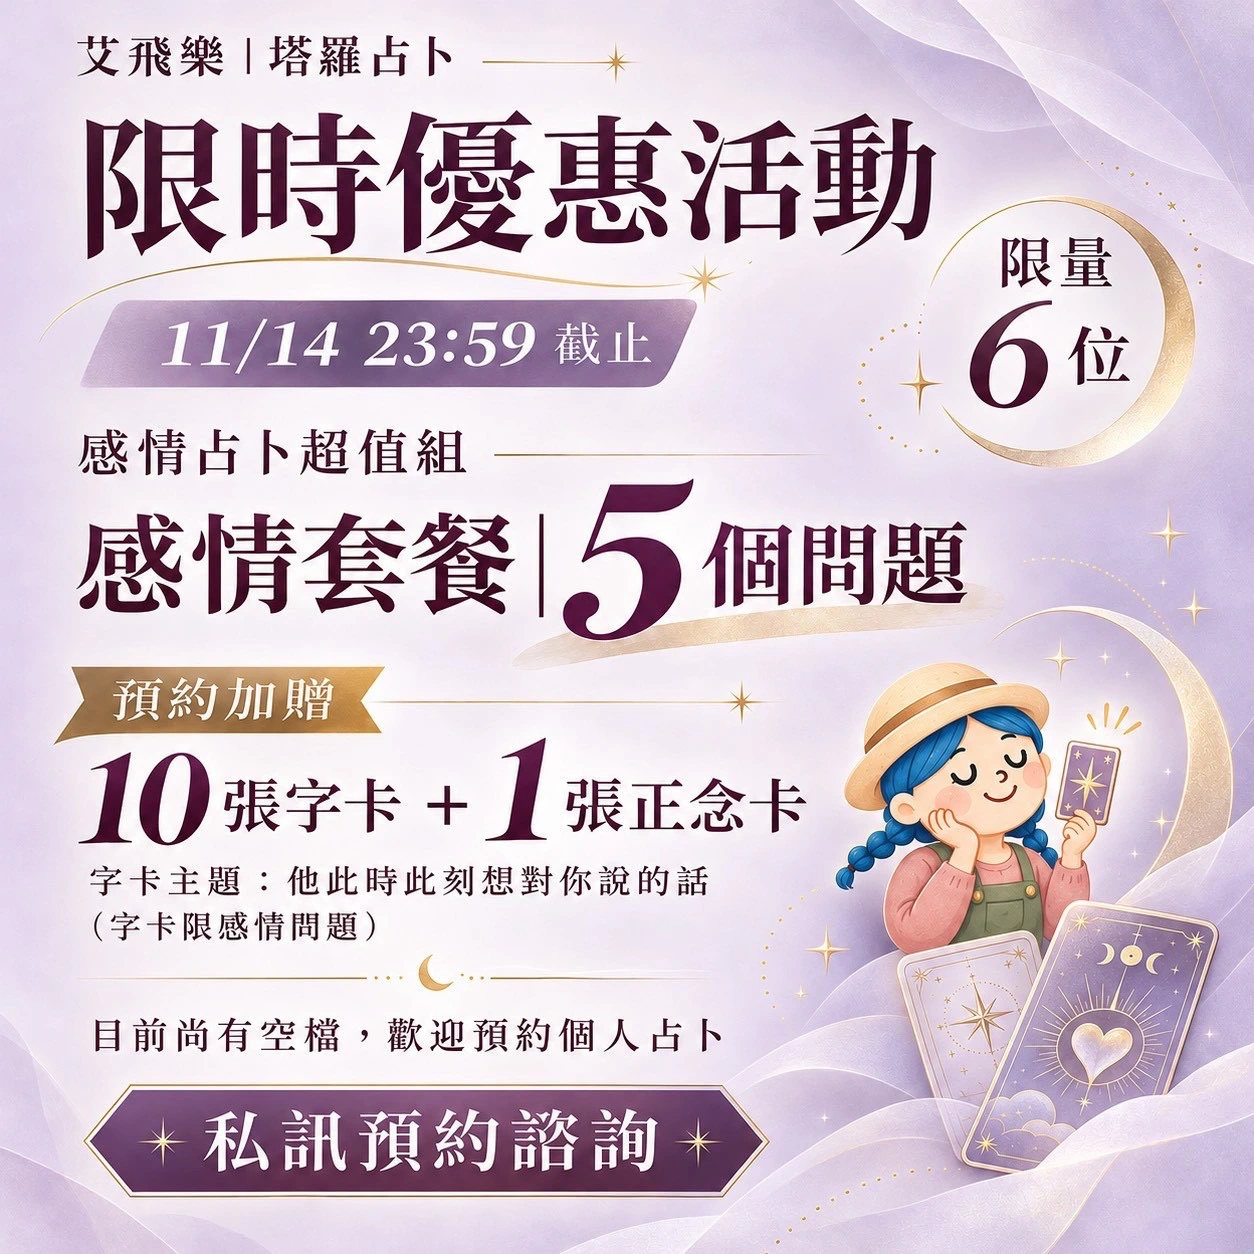 艾飛樂|塔羅占卜
限時優惠活動
限量
6位
11/14 23:59 截止
感情占卜超值組
感情套餐|5個問題
預約加贈
10張字卡 + 1張正念卡
字卡主題：他此時此刻想對你說的話
（字卡限感情問題）
目前尚有空檔，歡迎預約個人占卜
私訊預約諮詢